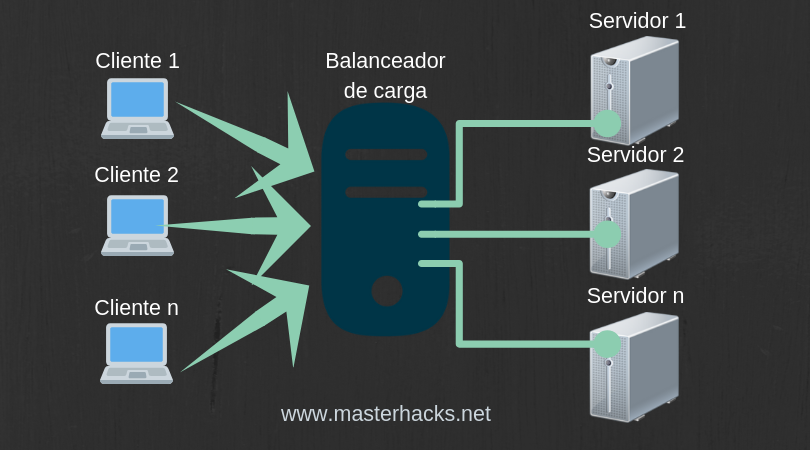 Cliente 1
Cliente 2
Cliente n
Balanceador
de carga
Servidor 1
Servidor 2
Servidor n
www.masterhacks.net